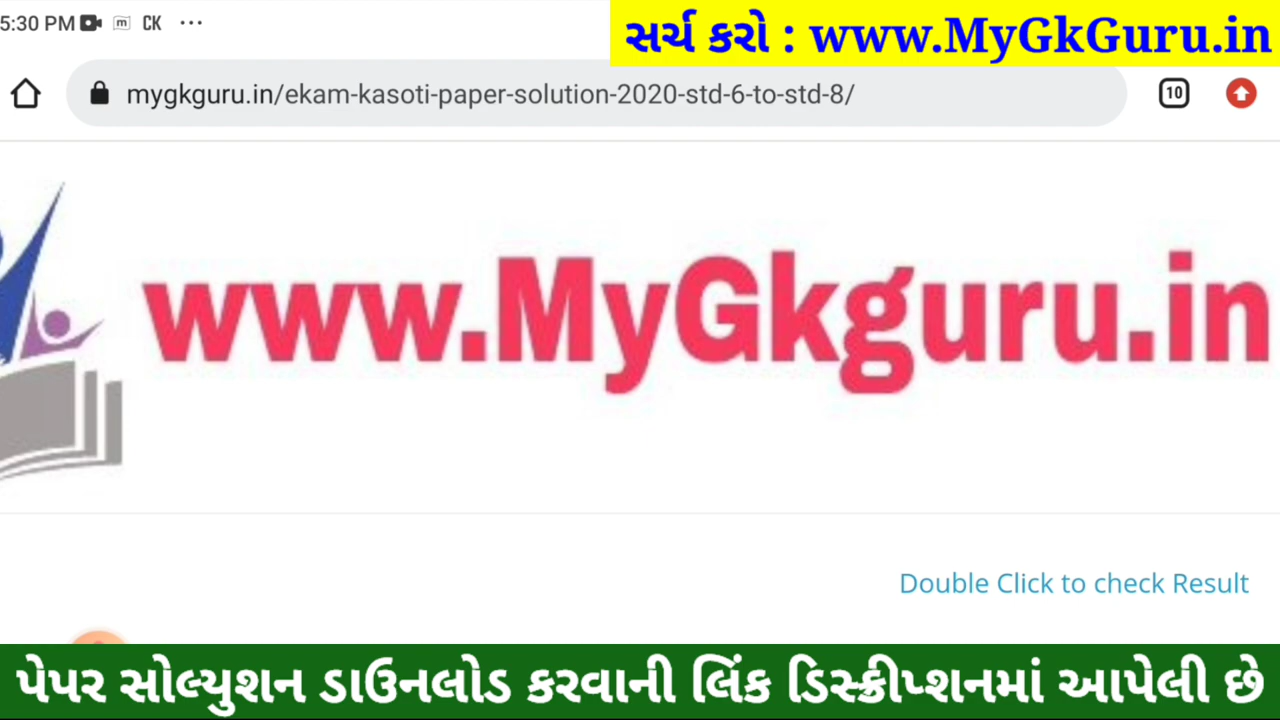 5:30 PM m CK ...
સર્ચ કરો : www.MyGkGuru.in
mygkguru.in/ekam-kasoti-paper-solution-2020-std-6-to-std-8/
10
www.MyGkguru.in
Double Click to check Result
પેપર સોલ્યુશન ડાઉનલોડ કરવાની લિંક ડિસ્ક્રીપ્શનમાં આપેલી છે